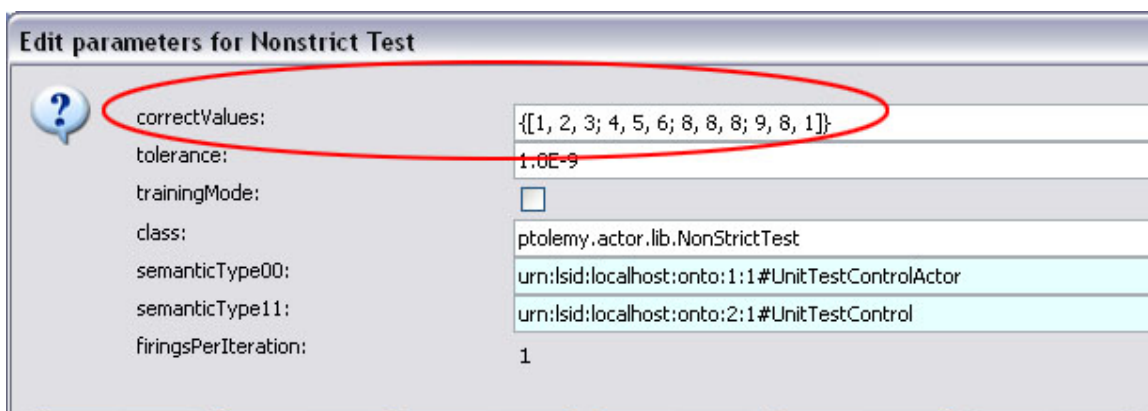 Edit parameters for Nonstrict Test
correctValues: {[1, 2, 3; 4, 5, 6; 8, 8, 8; 9, 8, 1]}
tolerance: 1.0E-9
trainingMode:
class: ptolemy.actor.lib.NonStrictTest
semanticType00: urn:lsid:localhost:onto:1:1#UnitTestControlActor
semanticType11: urn:lsid:localhost:onto:2:1#UnitTestControl
firingsPerIteration: 1